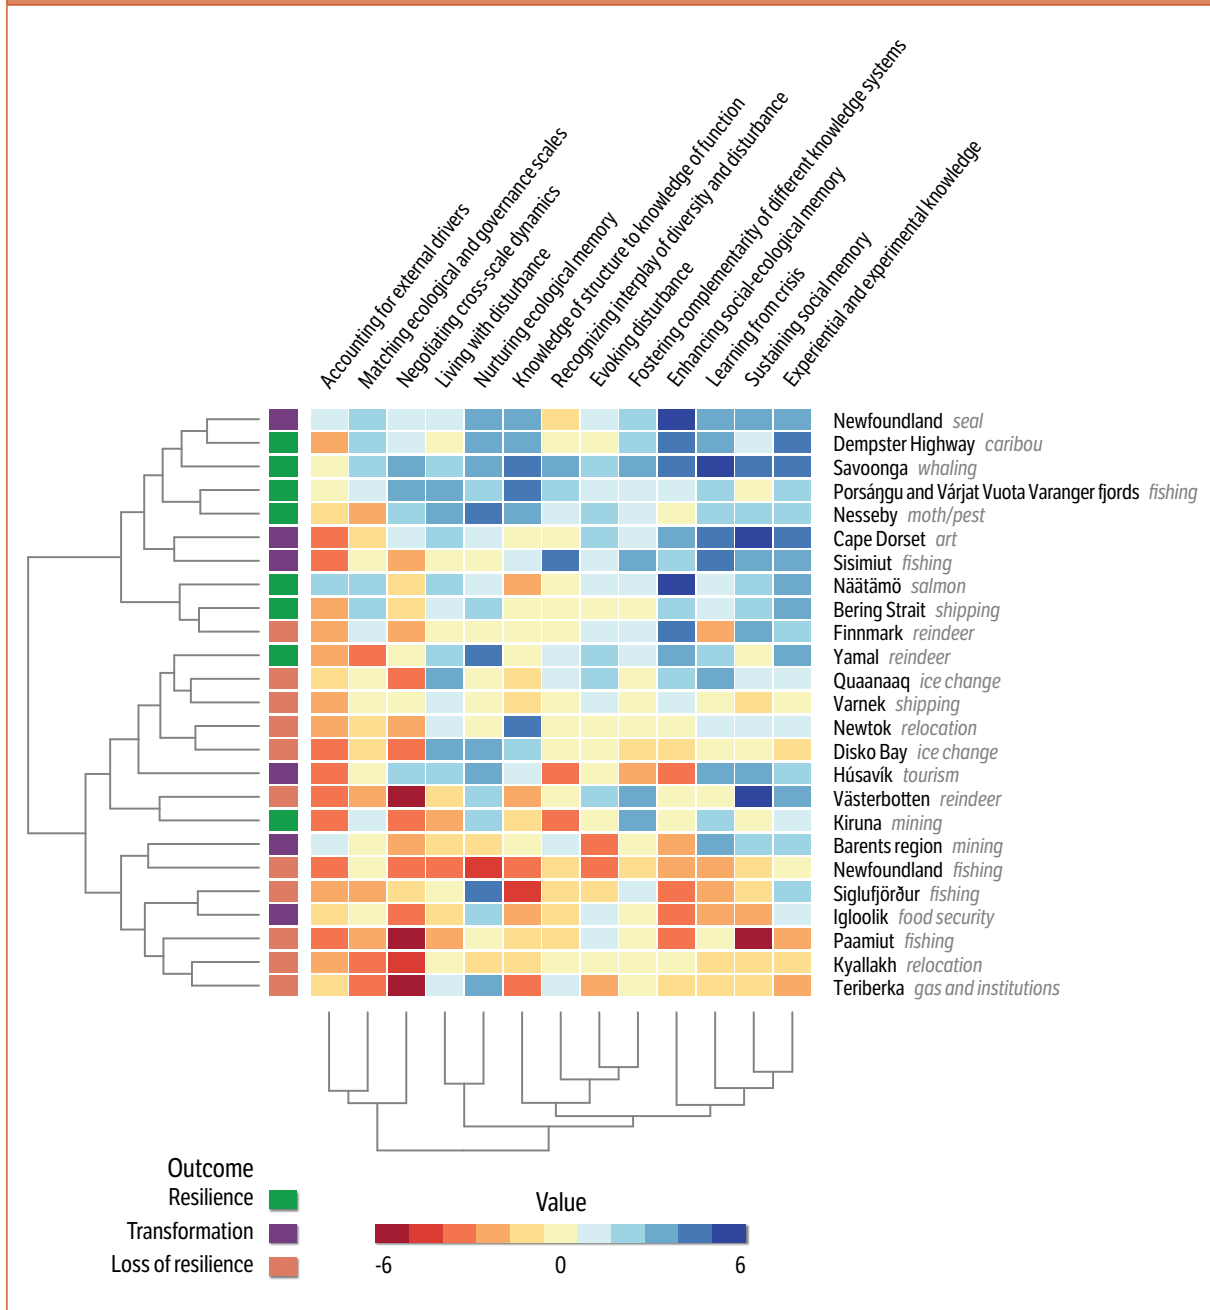 Accounting for external drivers
Matching ecological and governance scales
Negotiating cross-scale dynamics
Living with disturbance
Nurturing ecological memory
Knowledge of structure to knowledge of function
Recognizing interplay of diversity and disturbance
Evoking disturbance
Fostering complementarity of different knowledge systems
Enhancing social-ecological memory
Learning from crisis
Sustaining social memory
Experiential and experimental knowledge
Newfoundland seal
Dempster Highway caribou
Savoonga whaling
Porsáŋgu and Várjat Vuota Varanger fjords fishing
Nesseby moth/pest
Cape Dorset art
Sisimiut fishing
Näätämö salmon
Bering Strait shipping
Finnmark reindeer
Yamal reindeer
Quaanaaq ice change
Varnek shipping
Newtok relocation
Disko Bay ice change
Húsavík tourism
Västerbotten reindeer
Kiruna mining
Barents region mining
Newfoundland fishing
Siglufjörður fishing
Igloolik food security
Paamiut fishing
Kyallakh relocation
Teriberka gas and institutions
Outcome
Resilience
Transformation
Loss of resilience
Value
-6 0 6